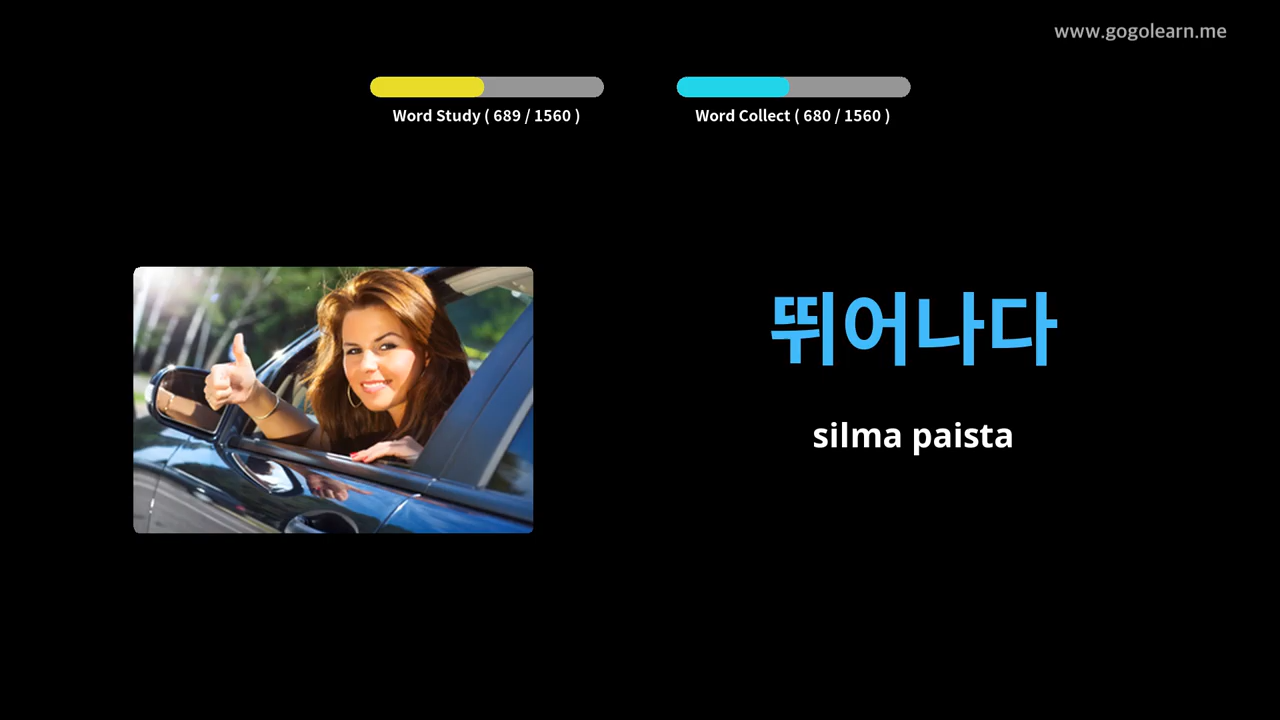 www.gogolearn.me
Word Study ( 689 / 1560 )
Word Collect ( 680 / 1560 )
뛰어나다
silma paista